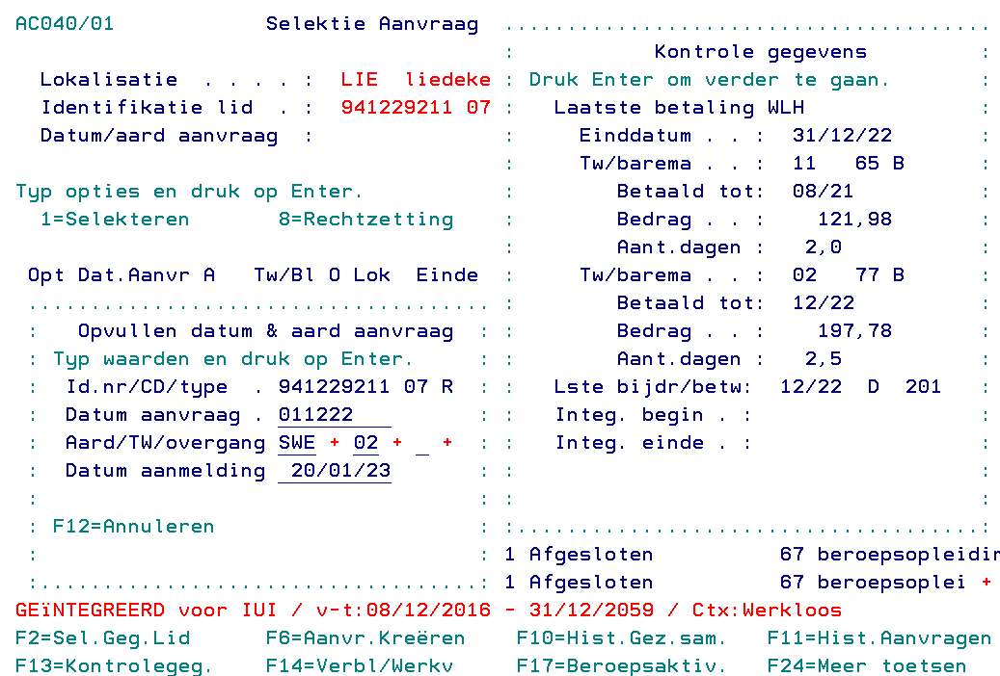 AC040/01            Selektie Aanvraag  .......................................
                                       :           Kontrole gegevens         :
  Lokalisatie  . . . . :  LIE  liedeke : Druk Enter om verder te gaan.       :
  Identifikatie lid  . :  941229211 07 :   Laatste betaling WLH              :
  Datum/aard aanvraag  :               :     Einddatum . . :  31/12/22       :
                                       :     Tw/barema . . :  11   65 B      :
Typ opties en druk op Enter.           :        Betaald tot:  08/21          :
  1=Selekteren       8=Rechtzetting    :        Bedrag . . :    121,98       :
                                       :        Aant.dagen :   2,0           :
 Opt Dat.Aanvr A   Tw/Bl O Lok  Einde  :     Tw/barema . . :  02   77 B      :
 ..................................... :        Betaald tot:  12/22          :
 :   Opvullen datum & aard aanvraag  : :        Bedrag . . :    197,78       :
 : Typ waarden en druk op Enter.     : :        Aant.dagen :   2,5           :
 :  Id.nr/CD/type  . 941229211 07 R  : :   Lste bijdr/betw:  12/22  D  201   :
 :  Datum aanvraag . 011222          : :   Integ. begin . :                  :
 :  Aard/TW/overgang SWE + 02 + _ +  : :   Integ. einde . :                  :
 :  Datum aanmelding  20/01/23       : :                                     :
 :                                   : :                                     :
 : F12=Annuleren                     : :.....................................:
 :                                   : 1 Afgesloten          67 beroepsopleidin
 :...................................: 1 Afgesloten          67 beroepsoplei +
GEïNTEGREERD voor IUI / v-t:08/12/2016 - 31/12/2059 / Ctx:Werkloos
F2=Sel.Geg.Lid      F6=Aanvr.Kreëren    F10=Hist.Gez.sam.   F11=Hist.Aanvragen
F13=Kontrolegeg.    F14=Verbl/Werkv     F17=Beroepsaktiv.   F24=Meer toetsen